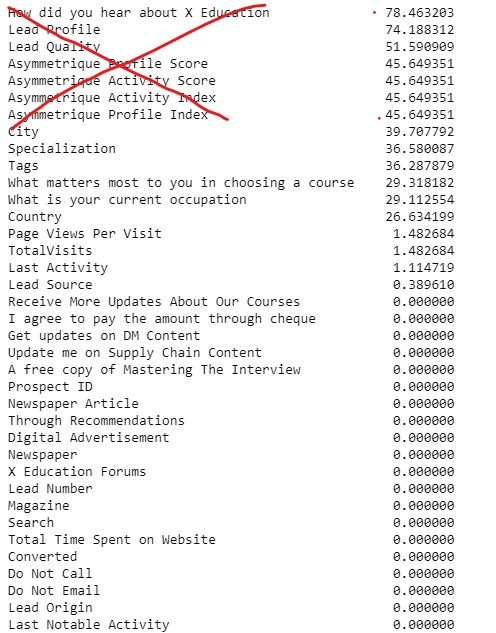 How did you hear about X Education 78.463203
Lead Profile 74.188312
Lead Quality 51.590909
Asymmetrique Profile Score 45.649351
Asymmetrique Activity Score 45.649351
Asymmetrique Activity Index 45.649351
Asymmetrique Profile Index 45.649351
City 39.707792
Specialization 36.580087
Tags 36.287879
What matters most to you in choosing a course 29.318182
What is your current occupation 29.112554
Country 26.634199
Page Views Per Visit 1.482684
TotalVisits 1.482684
Last Activity 1.114719
Lead Source 0.389610
Receive More Updates About Our Courses 0.000000
I agree to pay the amount through cheque 0.000000
Get updates on DM Content 0.000000
Update me on Supply Chain Content 0.000000
A free copy of Mastering The Interview 0.000000
Prospect ID 0.000000
Newspaper Article 0.000000
Through Recommendations 0.000000
Digital Advertisement 0.000000
Newspaper 0.000000
X Education Forums 0.000000
Lead Number 0.000000
Magazine 0.000000
Search 0.000000
Total Time Spent on Website 0.000000
Converted 0.000000
Do Not Call 0.000000
Do Not Email 0.000000
Lead Origin 0.000000
Last Notable Activity 0.000000